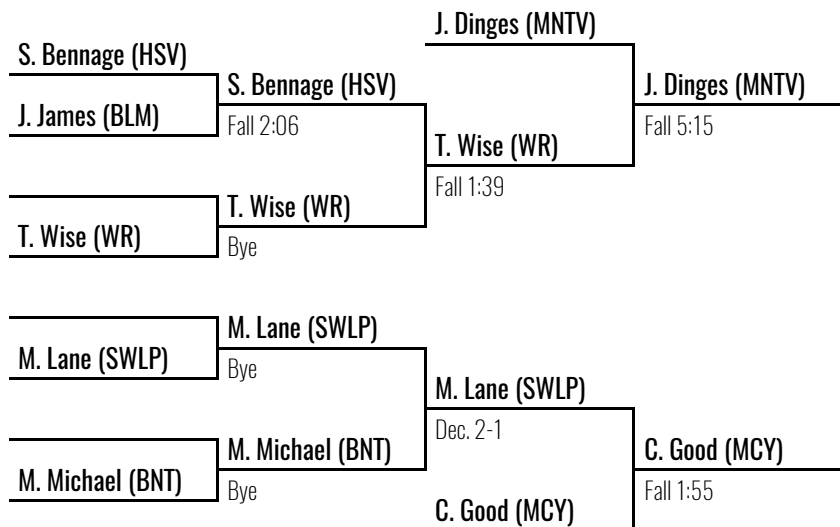 J. Dinges (MNTV)
S. Bennage (HSV)
S. Bennage (HSV)
J. Dinges (MNTV)
J. James (BLM)
Fall 2:06
Fall 5:15
T. Wise (WR)
Fall 1:39
T. Wise (WR)
T. Wise (WR)
Bye
M. Lane (SWLP)
M. Lane (SWLP)
Bye
M. Lane (SWLP)
Dec. 2-1
M. Michael (BNT)
C. Good (MCY)
M. Michael (BNT)
Bye
Fall 1:55
C. Good (MCY)